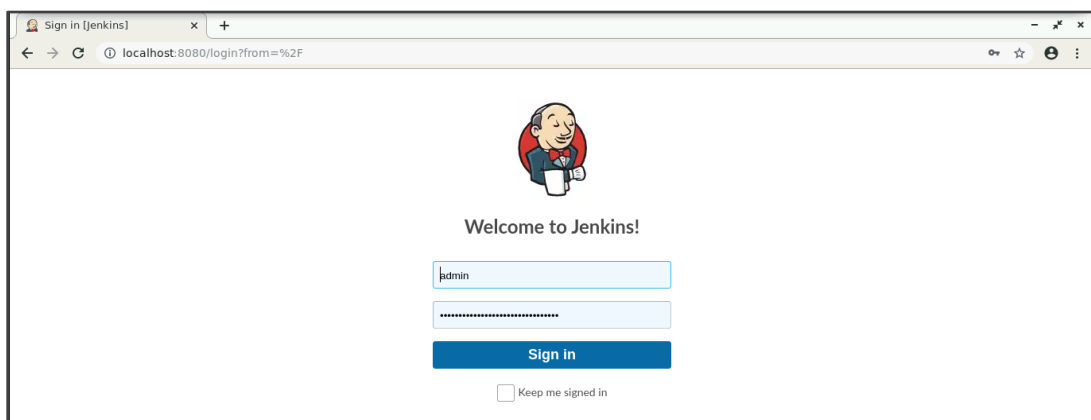 Sign in [Jenkins]
localhost:8080/login?from=%2F
Welcome to Jenkins!
admin
••••••••••••••••••••••••••••••••
Sign in
Keep me signed in